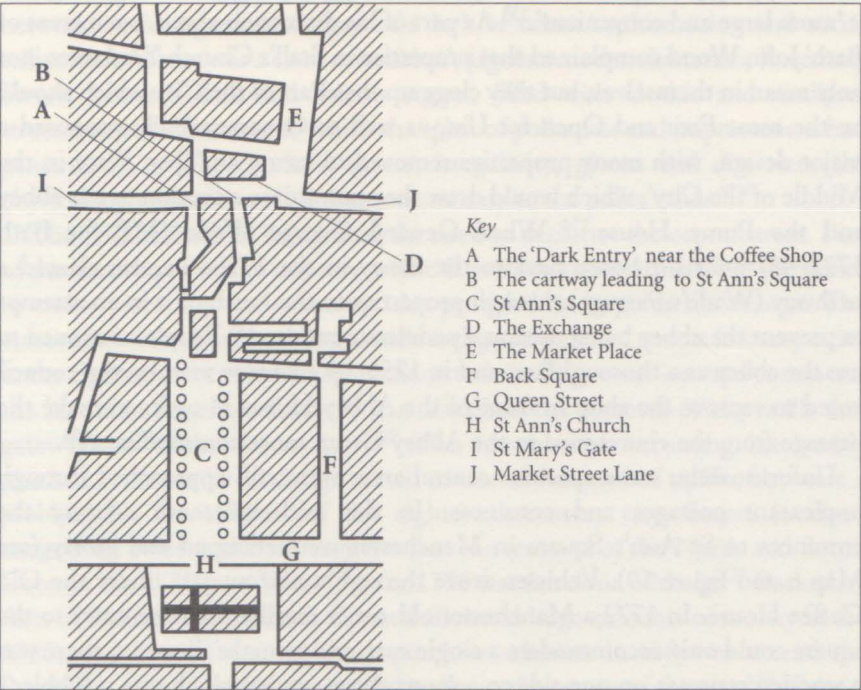 B
A
E
I
J
D
C
F
G
H
Key
A The 'Dark Entry', near the Coffee Shop
B The cartway leading to St Ann's Square
C St Ann's Square
D The Exchange
E The Market Place
F Back Square
G Queen Street
H St Ann's Church
I St Mary's Gate
J Market Street Lane